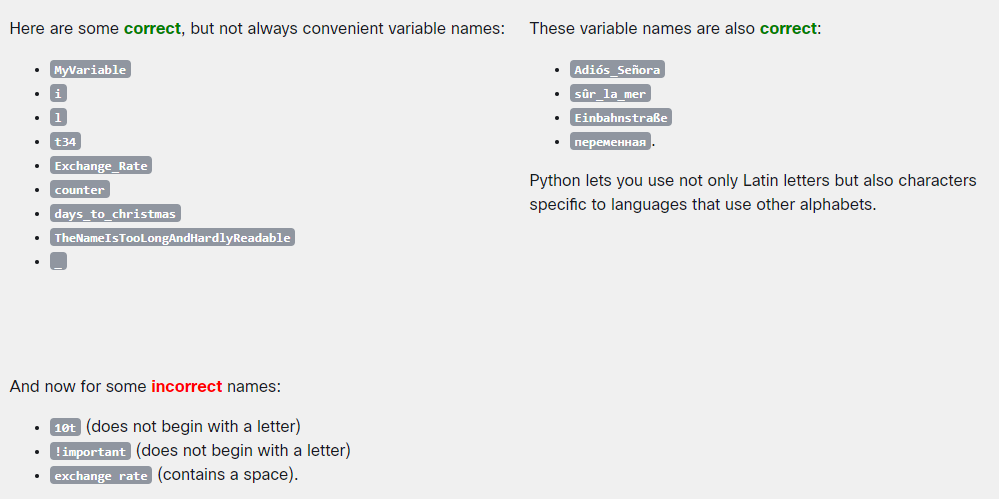 Here are some correct, but not always convenient variable names:
MyVariable
i
l
t34
Exchange_Rate
counter
days_to_christmas
TheNameIsTooLongAndHardlyReadable
_
These variable names are also correct:
Adiós_Señora
sûr_la_mer
Einbahnstraße
переменная.
Python lets you use not only Latin letters but also characters
specific to languages that use other alphabets.
And now for some incorrect names:
10t (does not begin with a letter)
!important (does not begin with a letter)
exchange rate (contains a space).